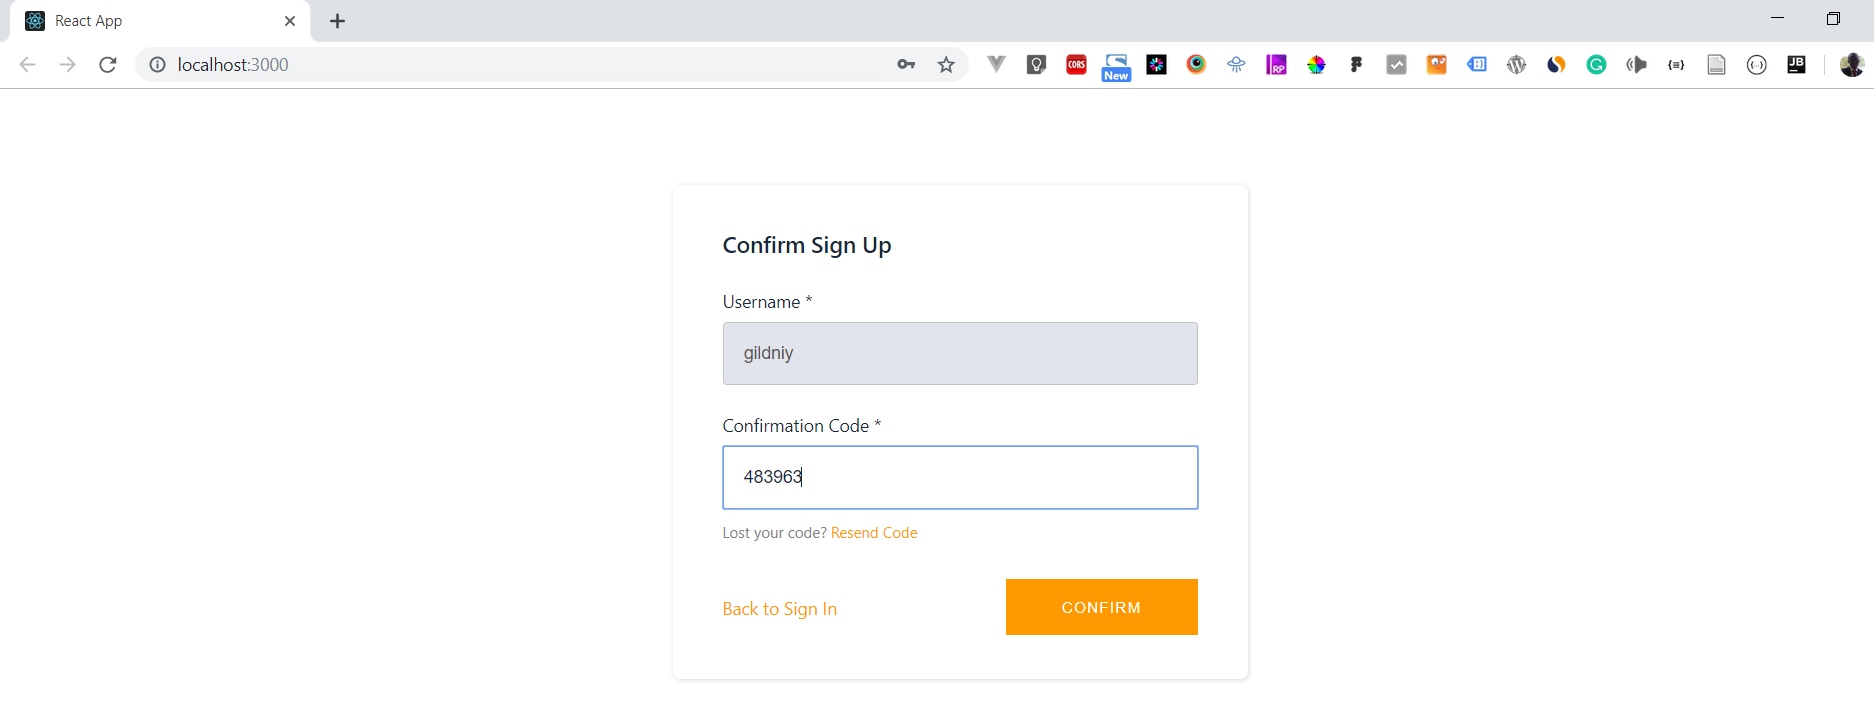 React App
localhost:3000
CORS
New
RP
JB
Confirm Sign Up
Username *
gildniy
Confirmation Code *
483963
Lost your code? Resend Code
Back to Sign In
CONFIRM